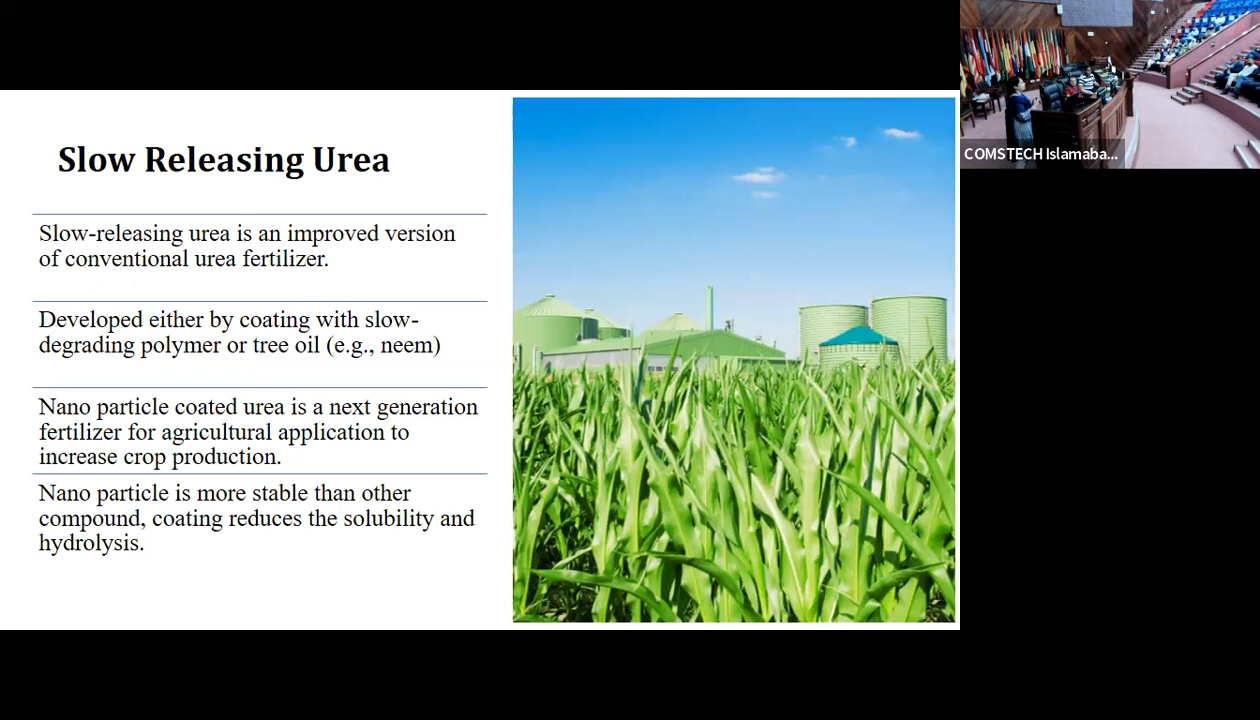 Slow Releasing Urea
Slow-releasing urea is an improved version
of conventional urea fertilizer.
Developed either by coating with slow-
degrading polymer or tree oil (e.g., neem)
Nano particle coated urea is a next generation
fertilizer for agricultural application to
increase crop production.
Nano particle is more stable than other
compound, coating reduces the solubility and
hydrolysis.
COMSTECH Islamaba...